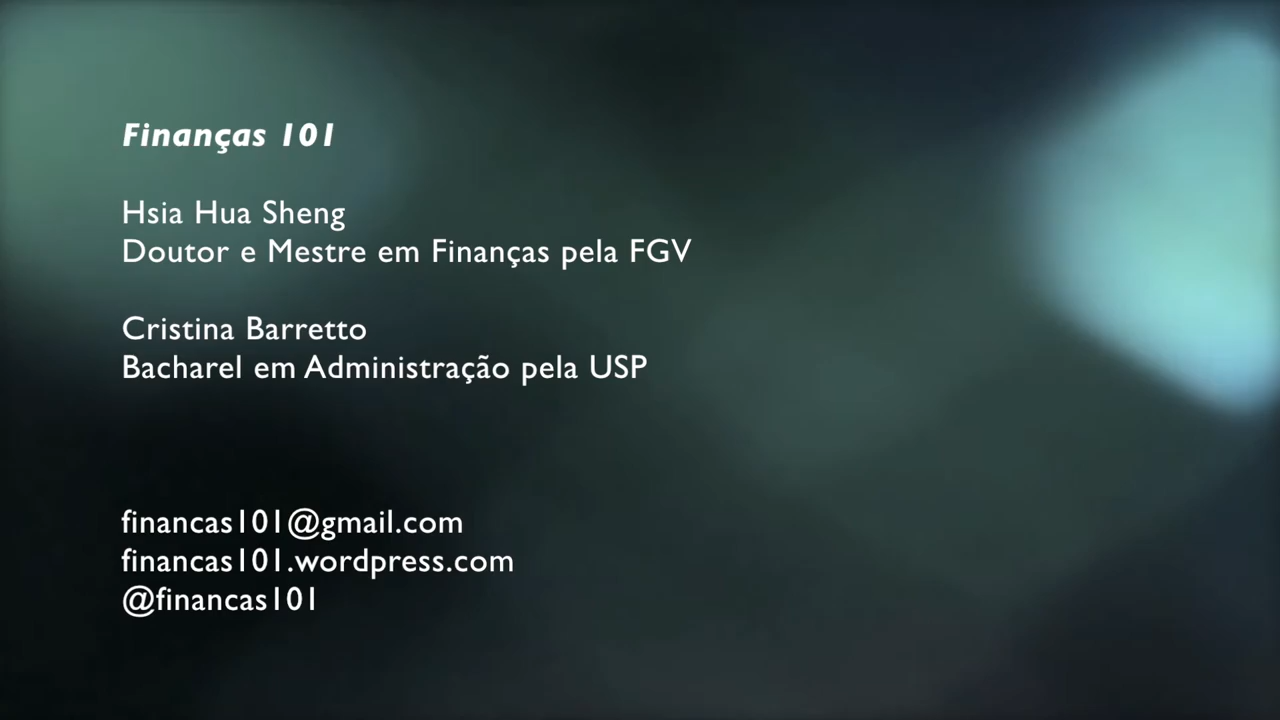 Finanças 101
Hsia Hua Sheng
Doutor e Mestre em Finanças pela FGV
Cristina Barretto
Bacharel em Administração pela USP
financas101@gmail.com
financas101.wordpress.com
@financas101